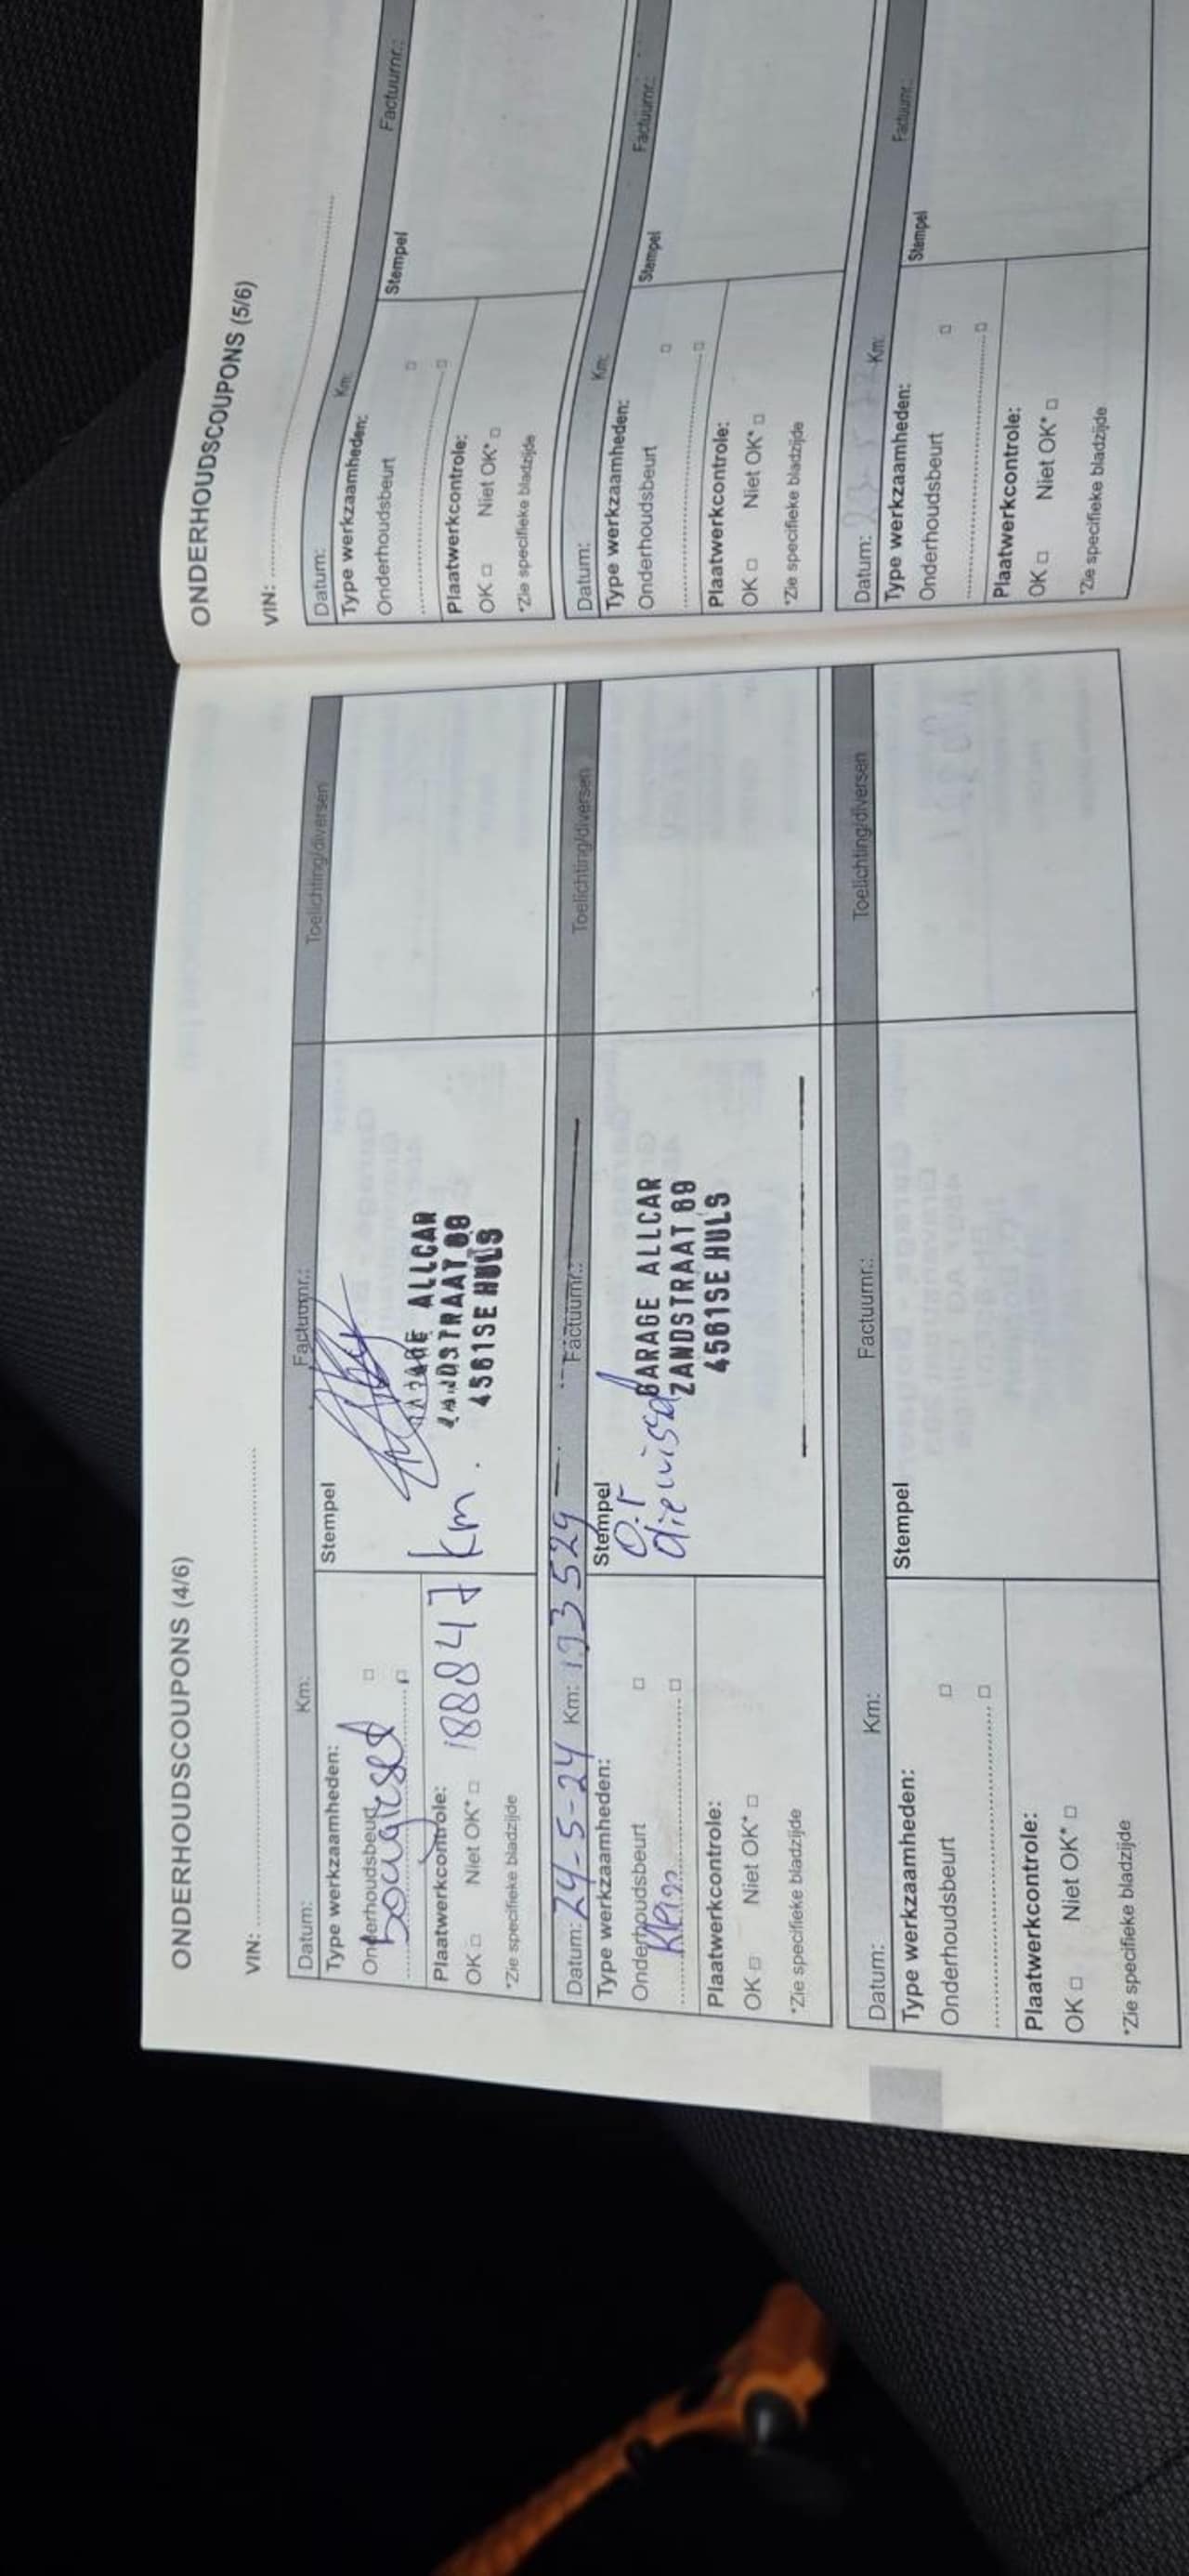 ONDERHOUDSCOUPONS (4/6)
VIN:
Datum: Km: Factuurnr.: Toelichting/diversen
Type werkzaamheden:
Stempel
Onderhoudsbeurt
GARAGE ALLCAR
ZANDSTRAAT 69
4561SE HULS
Plaatwerkcontrole:
188847 km.
OK Niet OK*
*Zie specifieke bladzijde
Datum: 24-5-24 Km: 193529 Factuurnr.: Toelichting/diversen
Type werkzaamheden:
Stempel
Onderhoudsbeurt
Klein
GARAGE ALLCAR
ZANDSTRAAT 69
4561SE HULS
Plaatwerkcontrole:
OK Niet OK*
*Zie specifieke bladzijde
Datum: Km: Factuurnr.: Toelichting/diversen
Type werkzaamheden:
Stempel
Onderhoudsbeurt
Plaatwerkcontrole:
OK Niet OK*
*Zie specifieke bladzijde
ONDERHOUDSCOUPONS (5/6)
VIN:
Datum: Km: Factuurnr.:
Type werkzaamheden:
Stempel
Onderhoudsbeurt
Plaatwerkcontrole:
OK Niet OK*
*Zie specifieke bladzijde
Datum: Km: Factuurnr.:
Type werkzaamheden:
Stempel
Onderhoudsbeurt
Plaatwerkcontrole:
OK Niet OK*
*Zie specifieke bladzijde
Datum: Km: Factuurnr.:
Type werkzaamheden:
Stempel
Onderhoudsbeurt
Plaatwerkcontrole:
OK Niet OK*
*Zie specifieke bladzijde